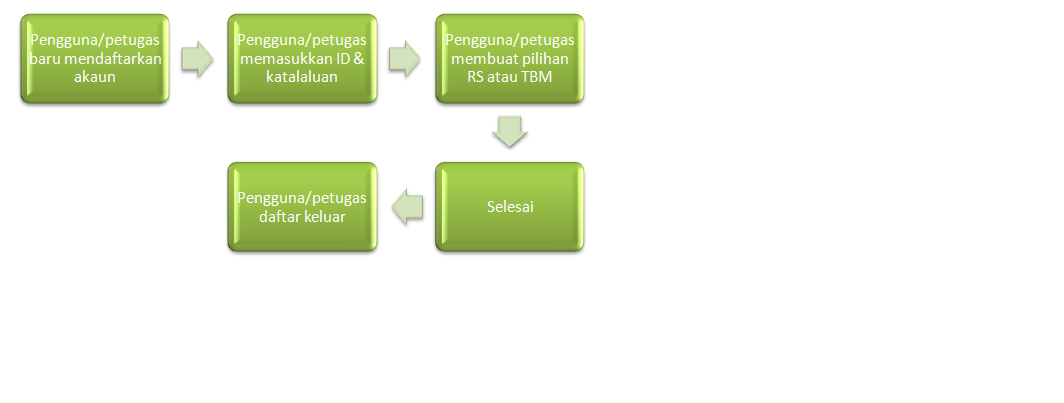 Pengguna/petugas
baru mendaftarkan
akaun
Pengguna/petugas
memasukkan ID &
katalaluan
Pengguna/petugas
membuat pilihan
RS atau TBM
Selesai
Pengguna/petugas
daftar keluar